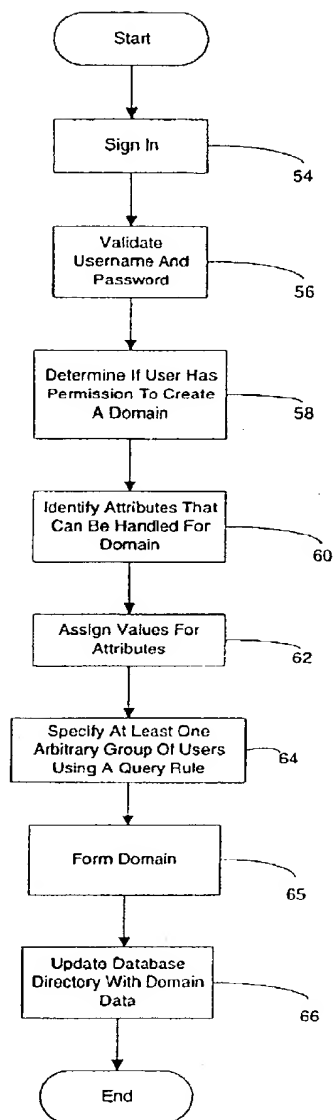 Start
Sign In
54
Validate
Username And
Password
56
Determine If User Has
Permission To Create
A Domain
58
Identify Attributes That
Can Be Handled For
Domain
60
Assign Values For
Attributes
62
Specify At Least One
Arbitrary Group Of Users
Using A Query Rule
64
Form Domain
65
Update Database
Directory With Domain
Data
66
End